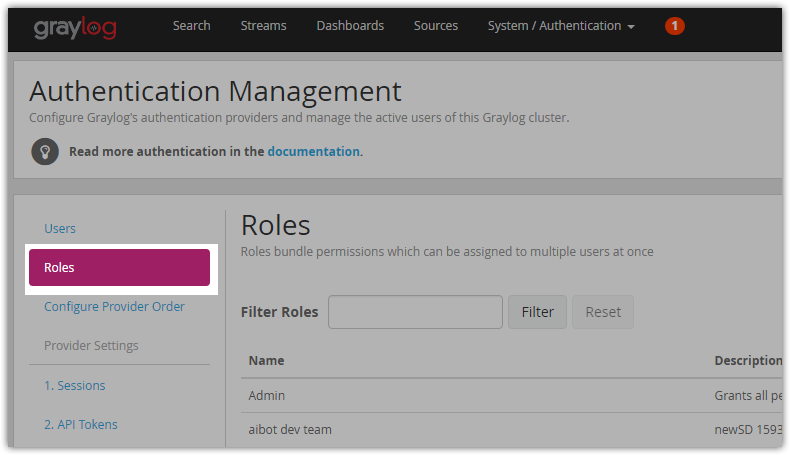 graylog Search Streams Dashboards Sources System / Authentication 1
Authentication Management
Configure Graylog's authentication providers and manage the active users of this Graylog cluster.
Read more authentication in the documentation.
Users
Roles
Configure Provider Order
Provider Settings
1. Sessions
2. API Tokens
Roles
Roles bundle permissions which can be assigned to multiple users at once
Filter Roles Filter Reset
Name Description
Admin Grants all pe
aibot dev team newSD 1593